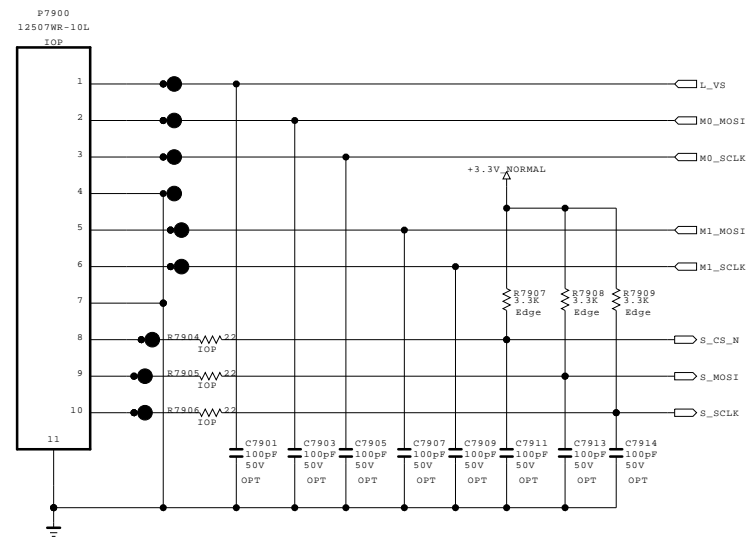 P7900
12507WR-10L
IOP
1
L_VS
2
M0_MOSI
3
M0_SCLK
+3.3V_NORMAL
4
5
M1_MOSI
6
M1_SCLK
R7907
3.3K
Edge
R7908
3.3K
Edge
R7909
3.3K
Edge
7
8
R7904
22
IOP
S_CS_N
9
R7905
22
IOP
S_MOSI
10
R7906
22
IOP
S_SCLK
11
C7901
100pF
50V
OPT
C7903
100pF
50V
OPT
C7905
100pF
50V
OPT
C7907
100pF
50V
OPT
C7909
100pF
50V
OPT
C7911
100pF
50V
OPT
C7913
100pF
50V
OPT
C7914
100pF
50V
OPT